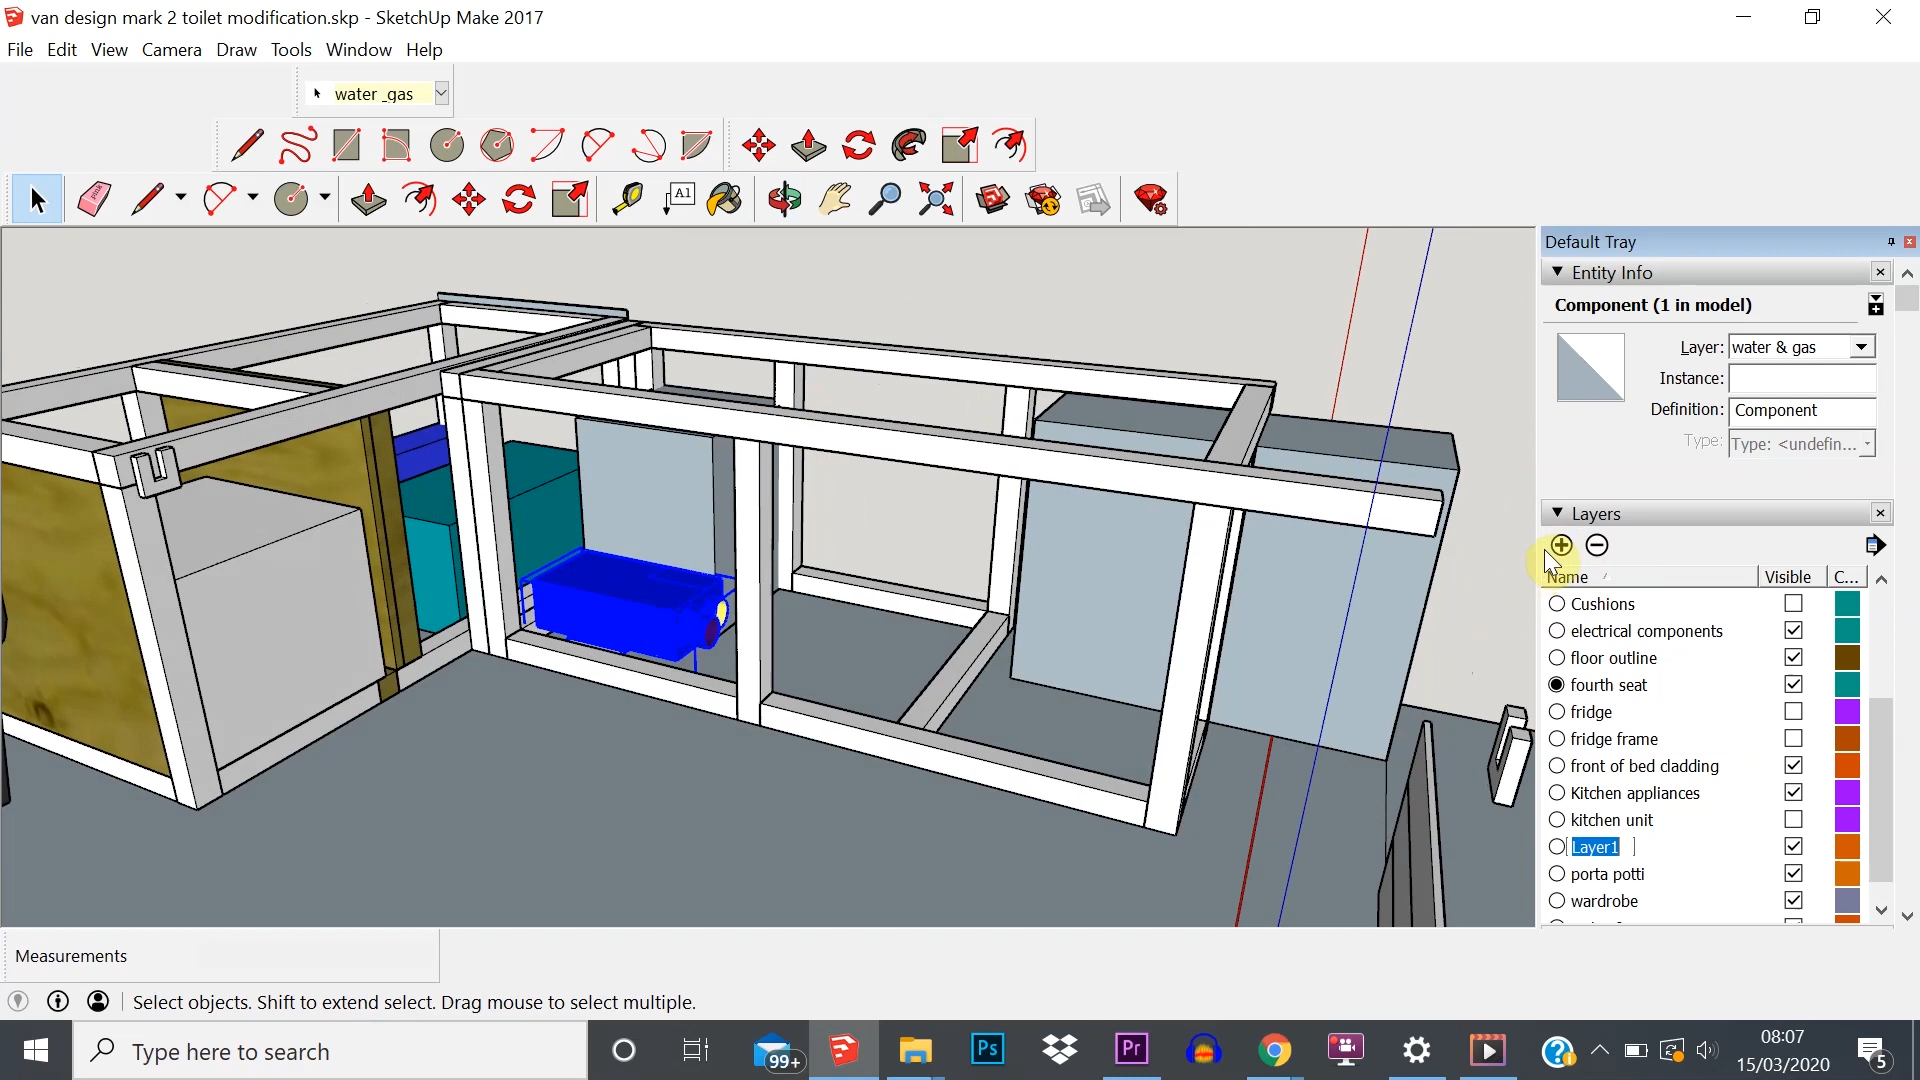 van design mark 2 toilet modification.skp - SketchUp Make 2017
File Edit View Camera Draw Tools Window Help
water _gas
A1
Default Tray
Entity Info
Component (1 in model)
Layer: water & gas
Instance:
Definition: Component
Type: Type: <undefin...
Layers
Name Visible C...
Cushions
electrical components
floor outline
fourth seat
fridge
fridge frame
front of bed cladding
Kitchen appliances
kitchen unit
Layer1
porta potti
wardrobe
Measurements
Select objects. Shift to extend select. Drag mouse to select multiple.
Type here to search
99+
Ps
Pr
08:07
15/03/2020
5